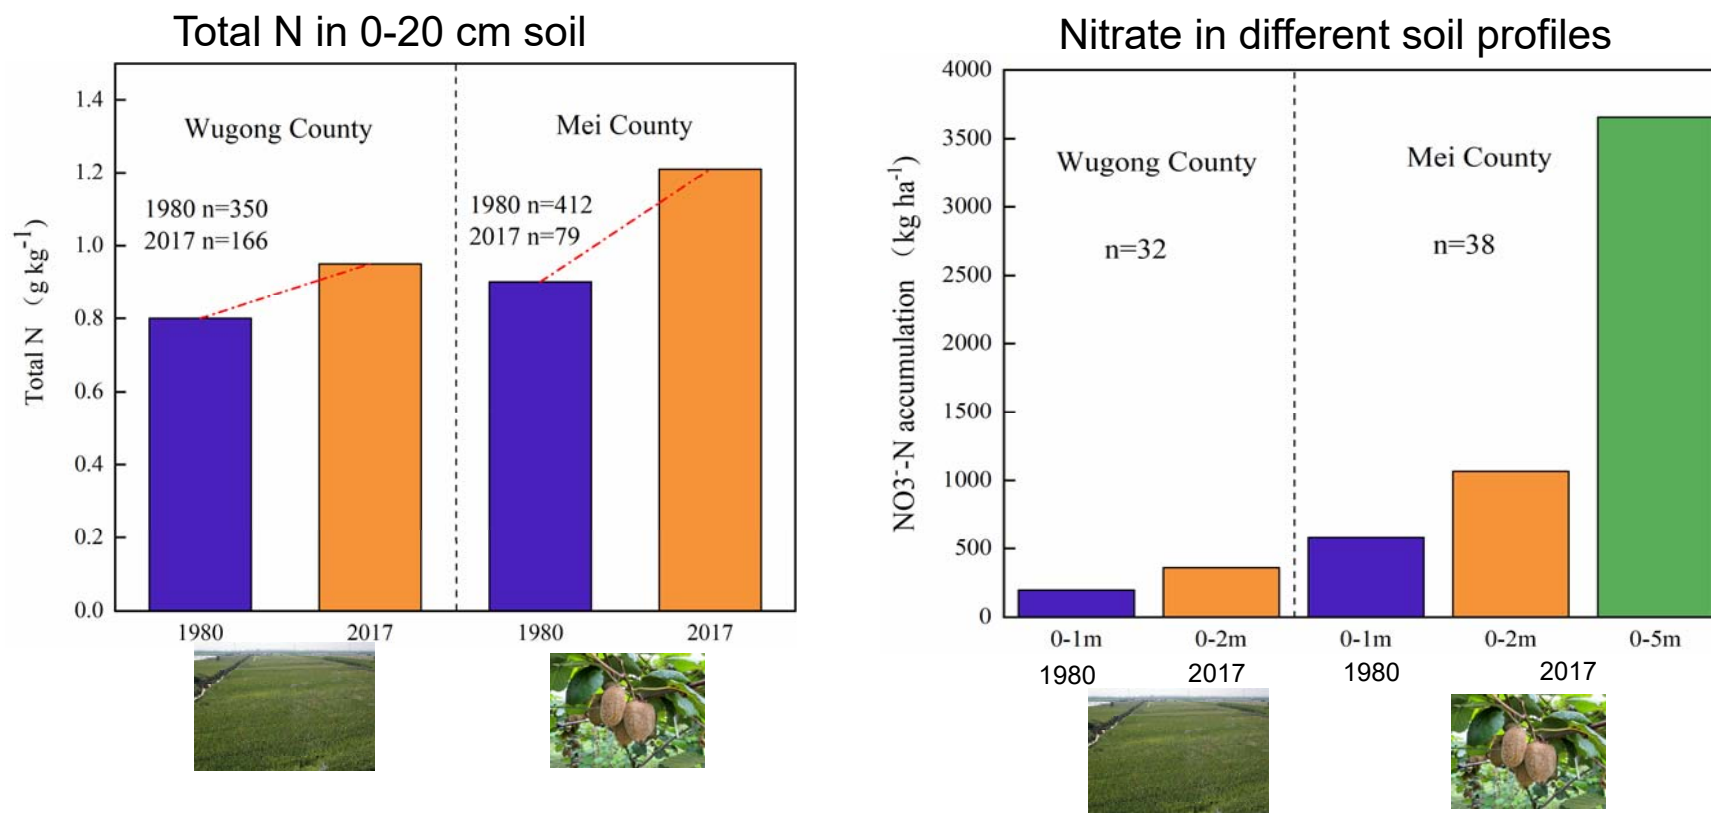 Total N in 0-20 cm soil
Total N (g kg-1)
1.4
1.2
1.0
0.8
0.6
0.4
0.2
0.0
Wugong County
1980 n=350
2017 n=166
Mei County
1980 n=412
2017 n=79
1980
2017
1980
2017
Nitrate in different soil profiles
NO3--N accumulation (kg ha-1)
4000
3500
3000
2500
2000
1500
1000
500
0
Wugong County
n=32
Mei County
n=38
0-1m
0-2m
0-1m
0-2m
0-5m
1980
2017
1980
2017